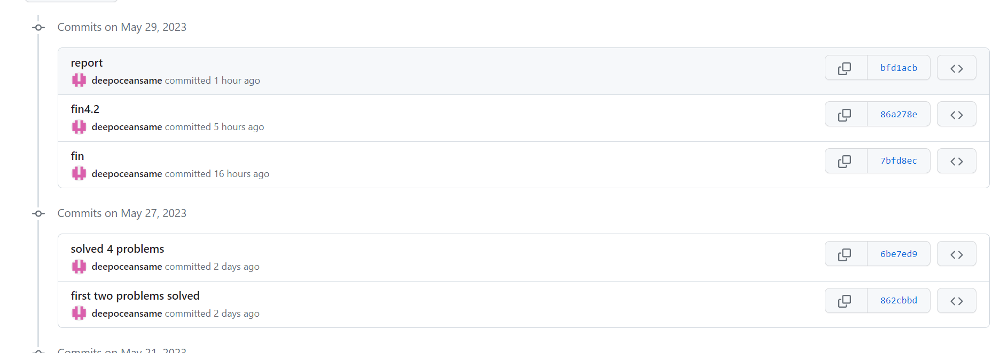 Commits on May 29, 2023
report
bfd1acb
deepoceansame committed 1 hour ago
fin4.2
86a278e
deepoceansame committed 5 hours ago
fin
7bfd8ec
deepoceansame committed 16 hours ago
Commits on May 27, 2023
solved 4 problems
6be7ed9
deepoceansame committed 2 days ago
first two problems solved
862cbbd
deepoceansame committed 2 days ago
Commits on May 21, 2023